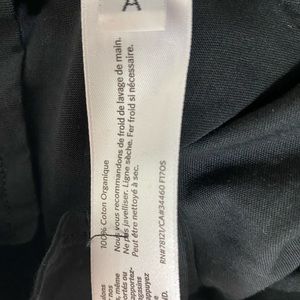 A
100% Coton Organique
Nous vous recommandons de froid de lavage de main.
Ne pas javelliser. Ligne sèche. Fer froid si nécessaire.
Peut être nettoyé à sec.
RN#78121/CA#34460 F17OS